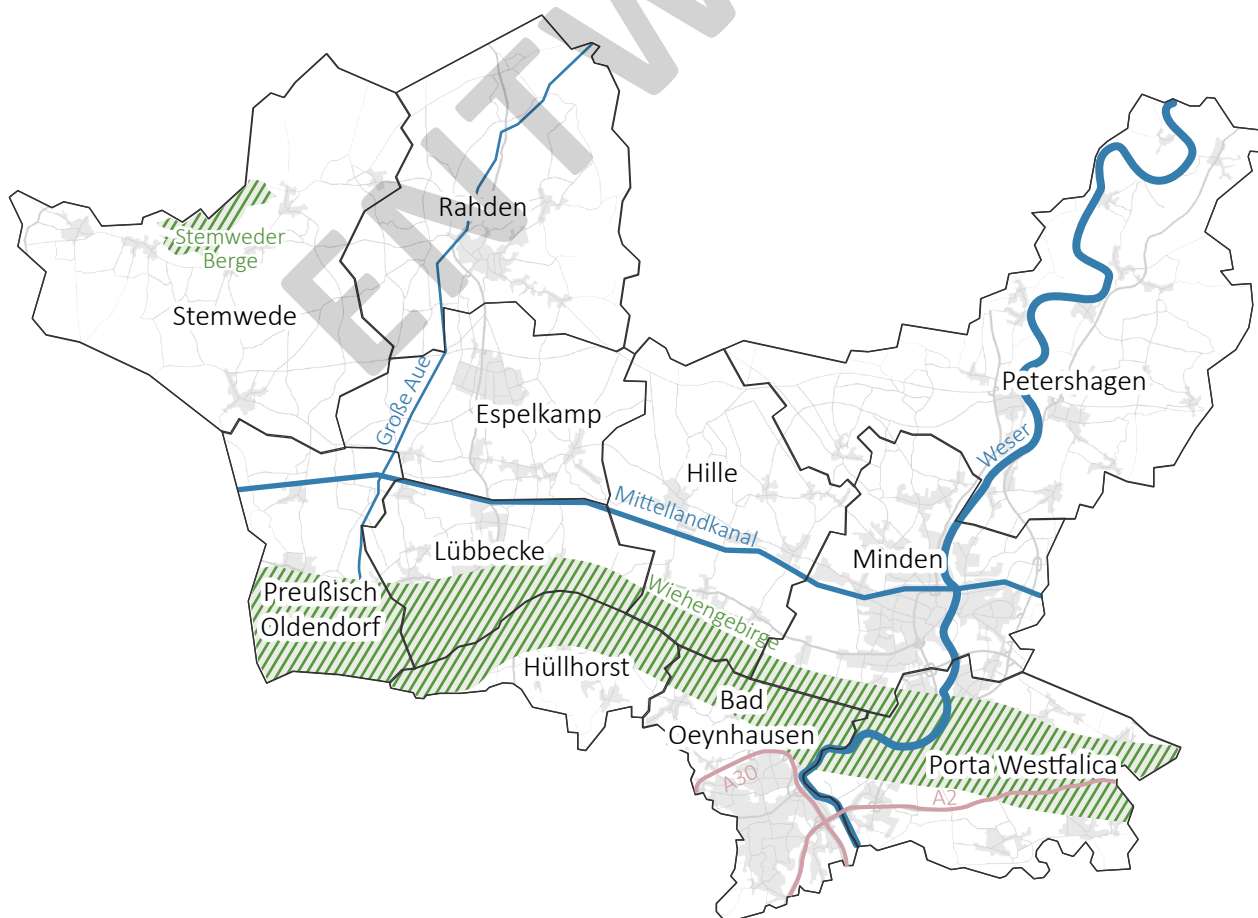 ENTW
Rahden
Stemweder
Berge
Stemwede
Große Aue
Espelkamp
Petershagen
Weser
Hille
Mittellandkanal
Lübbecke
Minden
Preußisch
Oldendorf
Wiehengebirge
Hüllhorst
Bad
Oeynhausen
Porta Westfalica
A30
A2